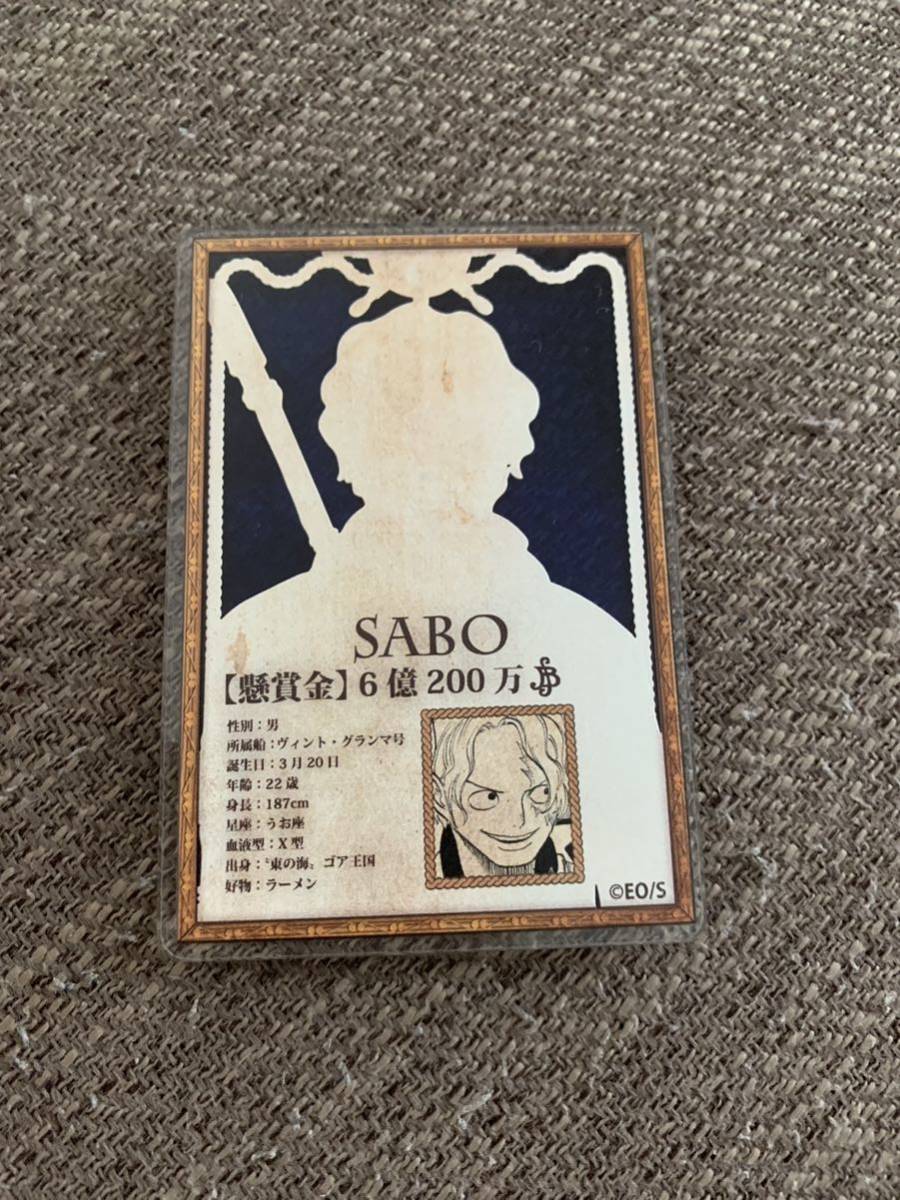 SABO
【懸賞金】6億200万
性別：男
所属船：ヴィント・グランマ号
誕生日：3月20日
年齢：22歳
身長：187cm
星座：うお座
血液型：X型
出身：〝東の海〟ゴア王国
好物：ラーメン
©EO/S